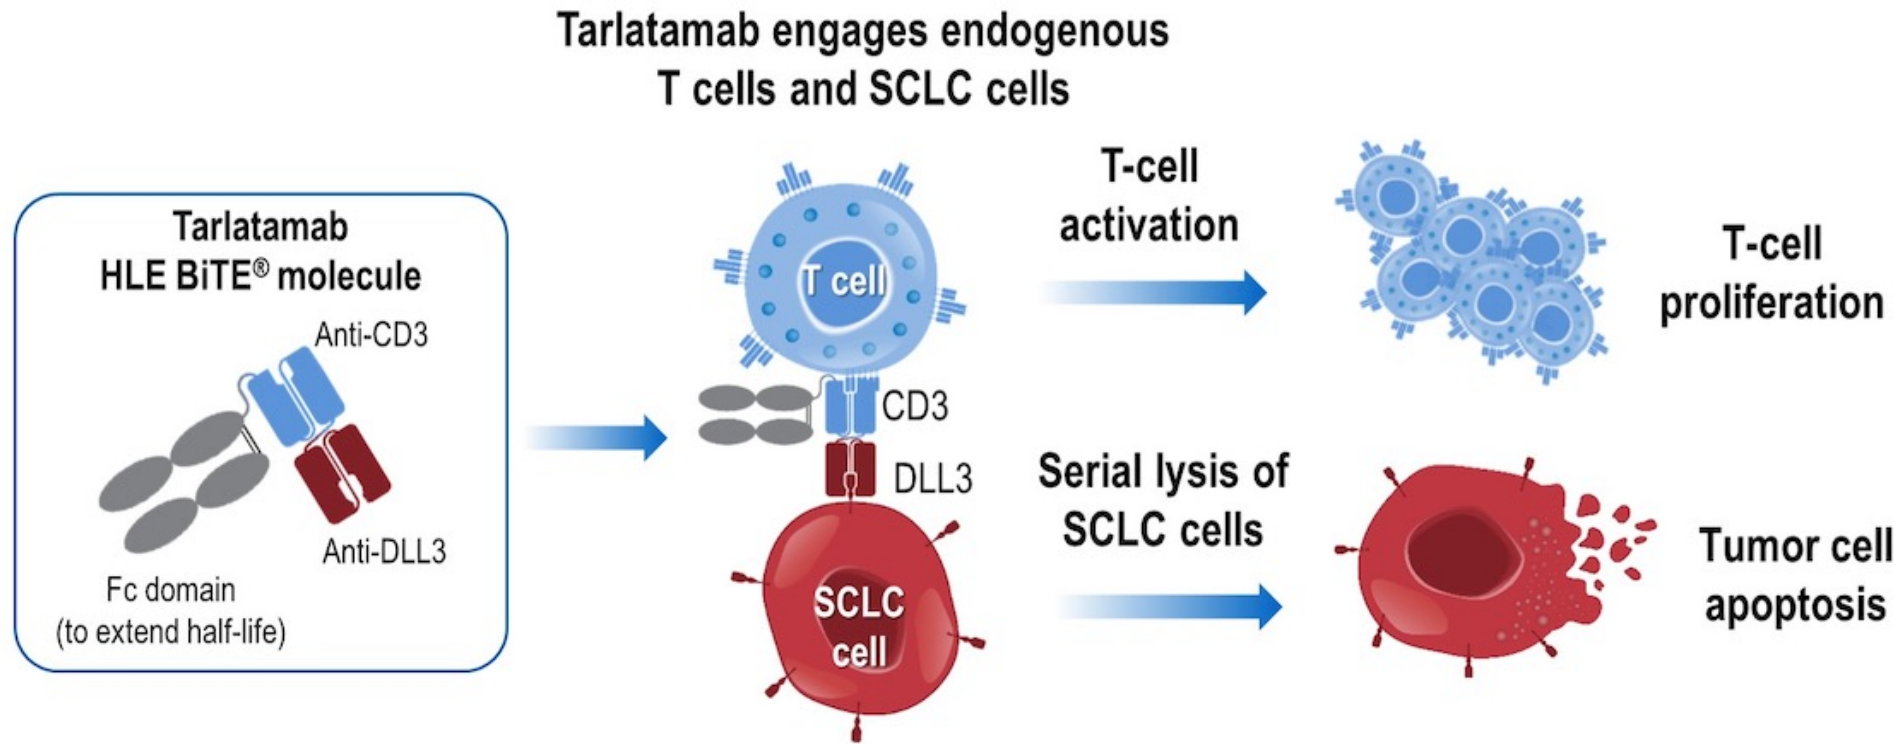 Tarlatamab engages endogenous
T cells and SCLC cells
Tarlatamab
HLE BiTE® molecule
Anti-CD3
Anti-DLL3
Fc domain
(to extend half-life)
T cell
CD3
DLL3
SCLC
cell
T-cell
activation
T-cell
proliferation
Serial lysis of
SCLC cells
Tumor cell
apoptosis